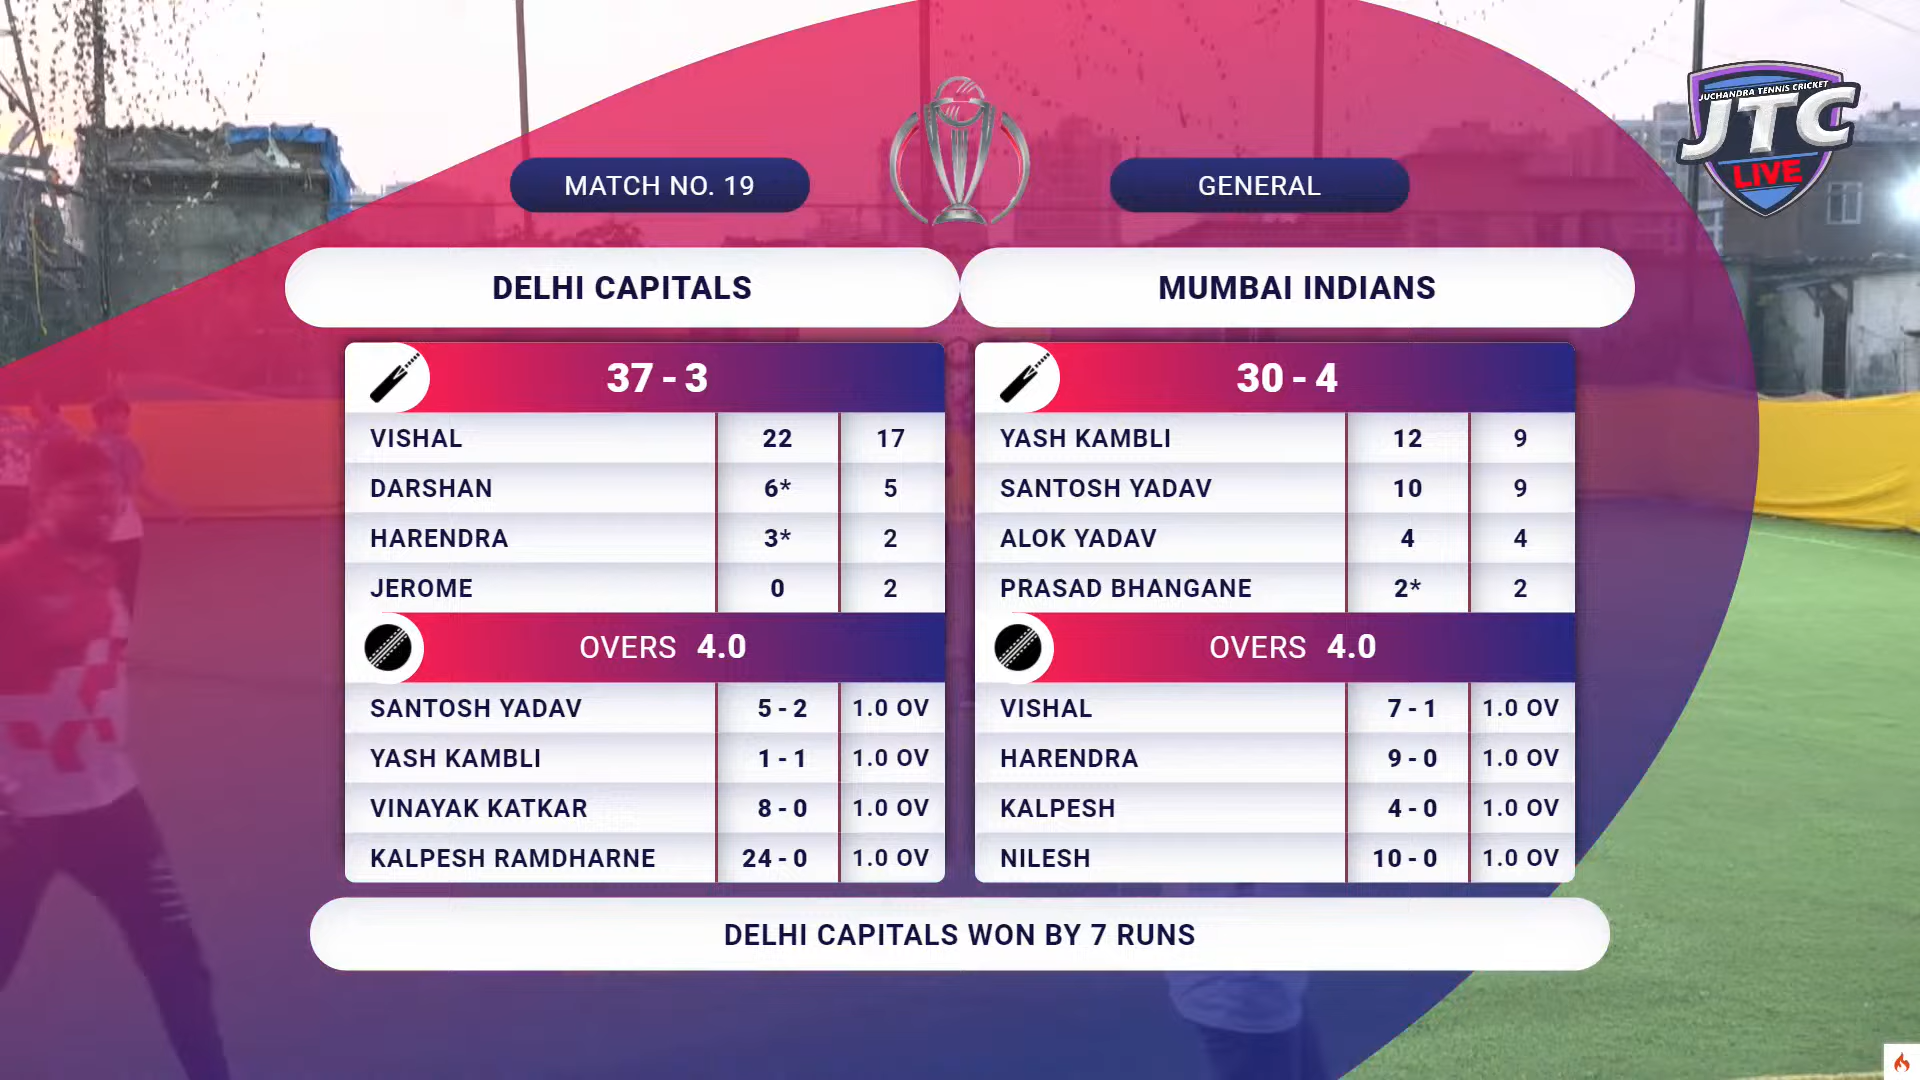 JUCHANDRA TENNIS CRICKET
JTC
LIVE
MATCH NO. 19
GENERAL
DELHI CAPITALS
MUMBAI INDIANS
37 - 3
VISHAL 22 17
DARSHAN 6* 5
HARENDRA 3* 2
JEROME 0 2
OVERS 4.0
SANTOSH YADAV 5 - 2 1.0 OV
YASH KAMBLI 1 - 1 1.0 OV
VINAYAK KATKAR 8 - 0 1.0 OV
KALPESH RAMDHARNE 24 - 0 1.0 OV
30 - 4
YASH KAMBLI 12 9
SANTOSH YADAV 10 9
ALOK YADAV 4 4
PRASAD BHANGANE 2* 2
OVERS 4.0
VISHAL 7 - 1 1.0 OV
HARENDRA 9 - 0 1.0 OV
KALPESH 4 - 0 1.0 OV
NILESH 10 - 0 1.0 OV
DELHI CAPITALS WON BY 7 RUNS